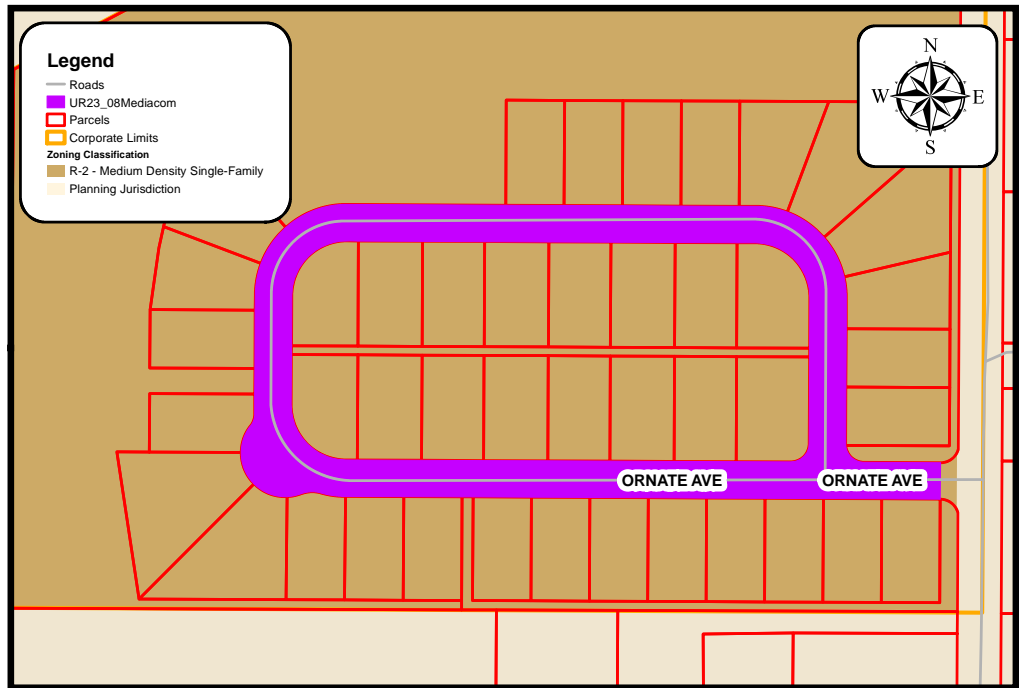 Legend
Roads
UR23_08Mediacom
Parcels
Corporate Limits
Zoning Classification
R-2 - Medium Density Single-Family
Planning Jurisdiction
N
W E
S
ORNATE AVE ORNATE AVE